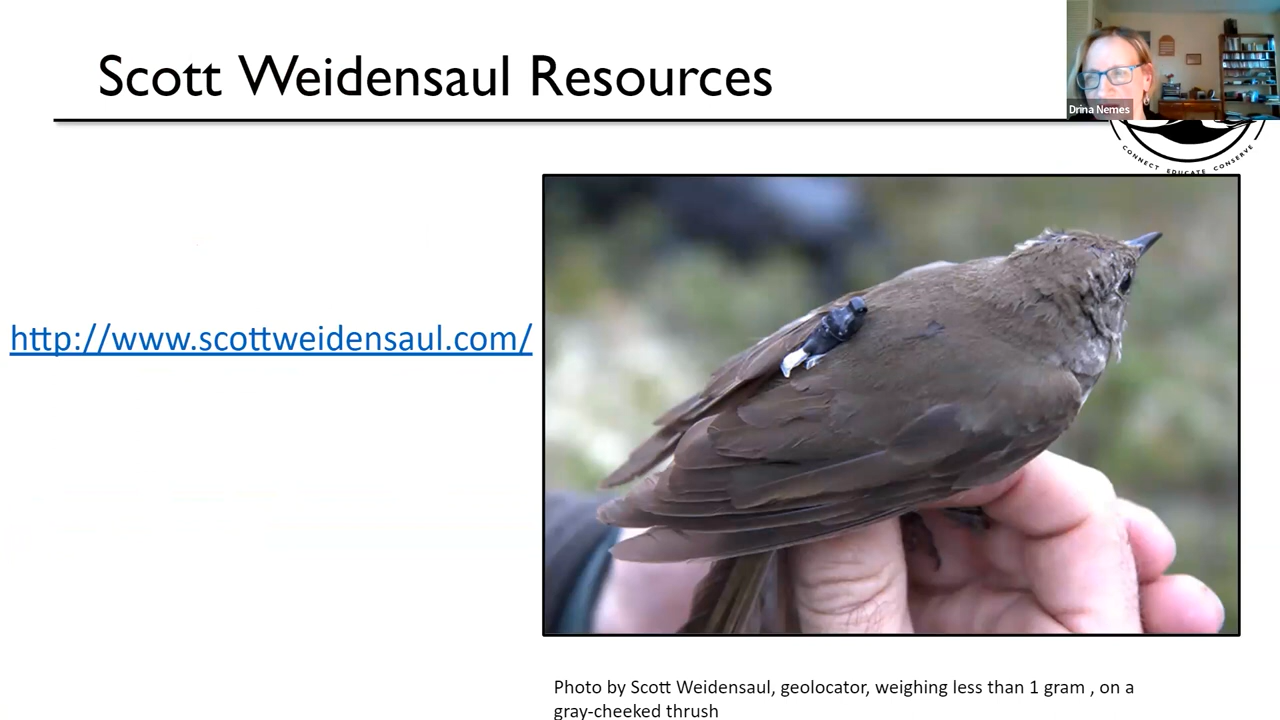 Scott Weidensaul Resources
Drina Nemes
CONNECT EDUCATE CONSERVE
http://www.scottweidensaul.com/
Photo by Scott Weidensaul, geolocator, weighing less than 1 gram , on a
gray-cheeked thrush